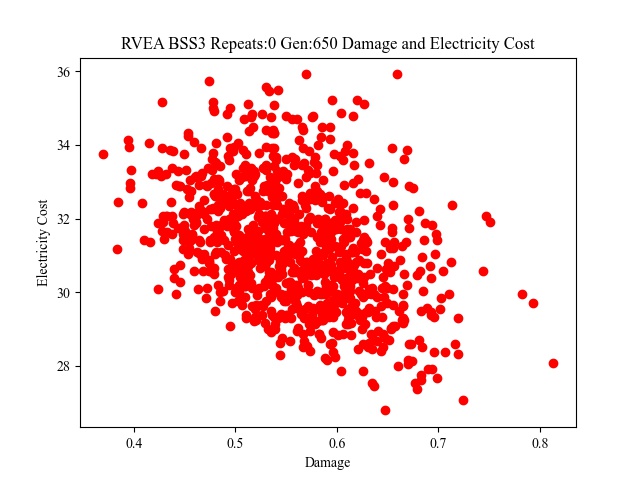 RVEA BSS3 Repeats:0 Gen:650 Damage and Electricity Cost
36
34
32
30
28
Electricity Cost
0.4 0.5 0.6 0.7 0.8
Damage